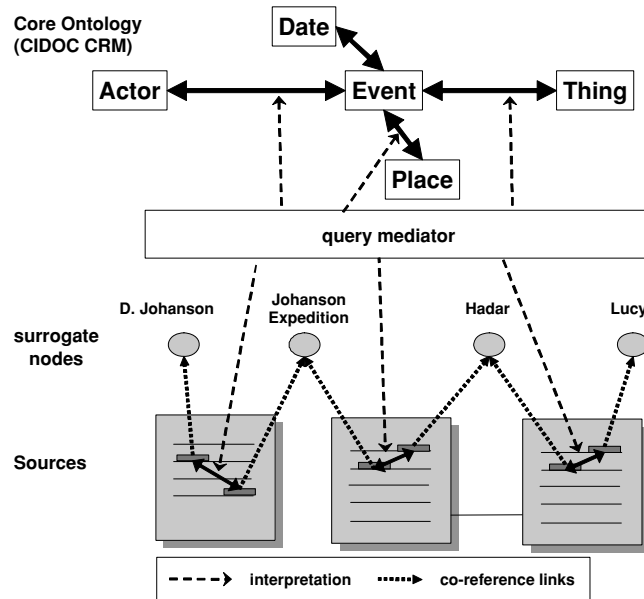 Core Ontology
(CIDOC CRM)
Date
Actor
Event
Thing
Place
query mediator
D. Johanson
Johanson
Expedition
Hadar
Lucy
surrogate
nodes
Sources
interpretation
co-reference links